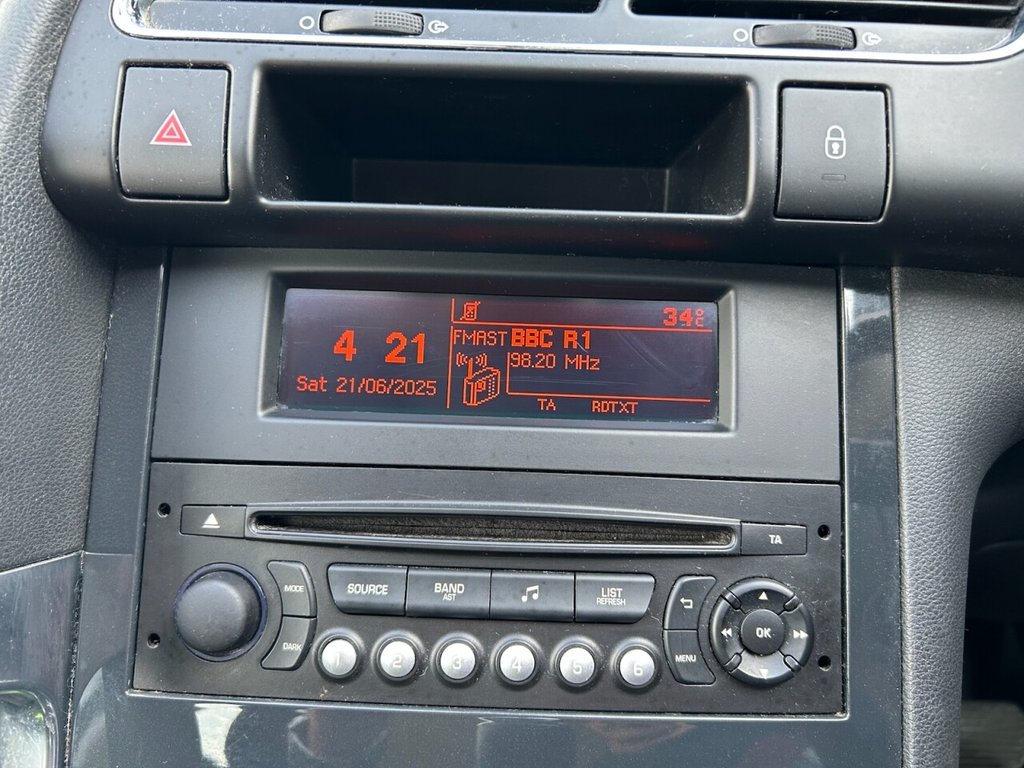 34°C
FMAST BBC R1
4 21
98.20 MHz
Sat 21/06/2025
TA RDTXT
TA
MODE
SOURCE
BAND
AST
LIST
REFRESH
DARK
MENU
OK
1 2 3 4 5 6